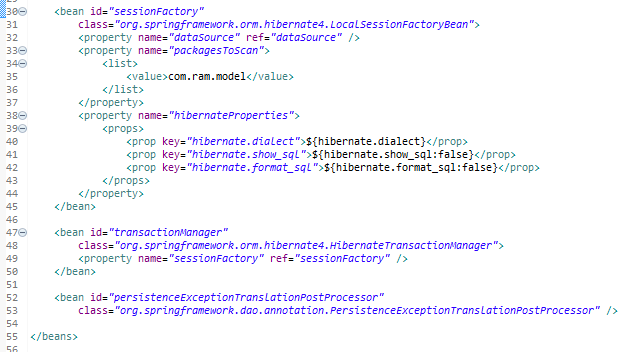 30 <bean id="sessionFactory"
31 class="org.springframework.orm.hibernate4.LocalSessionFactoryBean">
32 <property name="dataSource" ref="dataSource" />
33 <property name="packagesToScan">
34 <list>
35 <value>com.ram.model</value>
36 </list>
37 </property>
38 <property name="hibernateProperties">
39 <props>
40 <prop key="hibernate.dialect">${hibernate.dialect}</prop>
41 <prop key="hibernate.show_sql">${hibernate.show_sql:false}</prop>
42 <prop key="hibernate.format_sql">${hibernate.format_sql:false}</prop>
43 </props>
44 </property>
45 </bean>
46
47 <bean id="transactionManager"
48 class="org.springframework.orm.hibernate4.HibernateTransactionManager">
49 <property name="sessionFactory" ref="sessionFactory" />
50 </bean>
51
52 <bean id="persistenceExceptionTranslationPostProcessor"
53 class="org.springframework.dao.annotation.PersistenceExceptionTranslationPostProcessor" />
54
55 </beans>
56